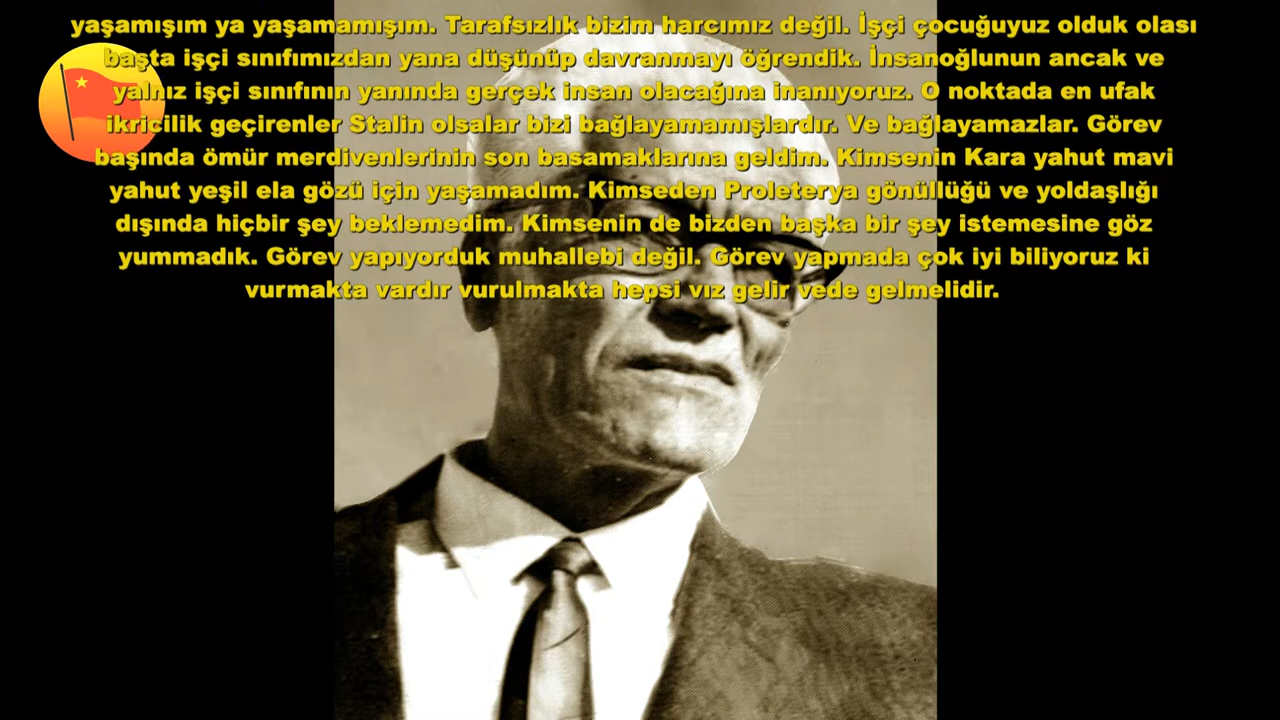 yaşamışım ya yaşamamışım. Tarafsızlık bizim harcımız değil. İşçi çocuğuyuz olduk olası
başta işçi sınıfımızdan yana düşünüp davranmayı öğrendik. İnsanoğlunun ancak ve
yalnız işçi sınıfının yanında gerçek insan olacağına inanıyoruz. O noktada en ufak
ikricilik geçirenler Stalin olsalar bizi bağlayamamışlardır. Ve bağlayamazlar. Görev
başında ömür merdivenlerinin son basamaklarına geldim. Kimsenin Kara yahut mavi
yahut yeşil ela gözü için yaşamadım. Kimseden Proleterya gönüllüğü ve yoldaşlığı
dışında hiçbir şey beklemedim. Kimsenin de bizden başka bir şey istemesine göz
yummadık. Görev yapıyorduk muhallebi değil. Görev yapmada çok iyi biliyoruz ki
vurmakta vardır vurulmakta hepsi vız gelir vede gelmelidir.